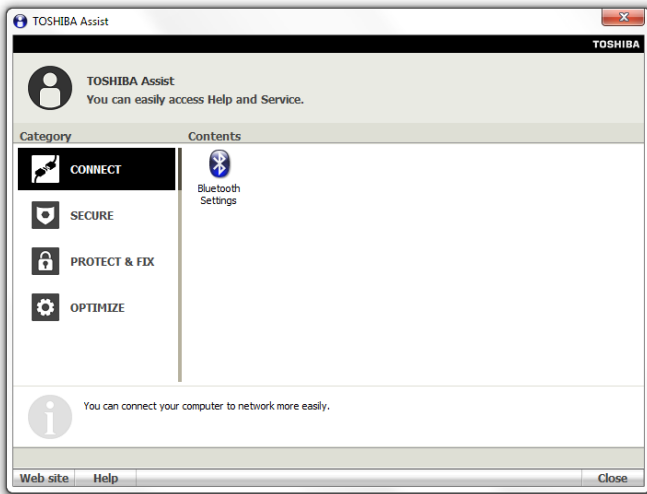 TOSHIBA Assist
TOSHIBA
TOSHIBA Assist
You can easily access Help and Service.
Category
Contents
CONNECT
SECURE
PROTECT & FIX
OPTIMIZE
Bluetooth
Settings
You can connect your computer to network more easily.
Web site
Help
Close